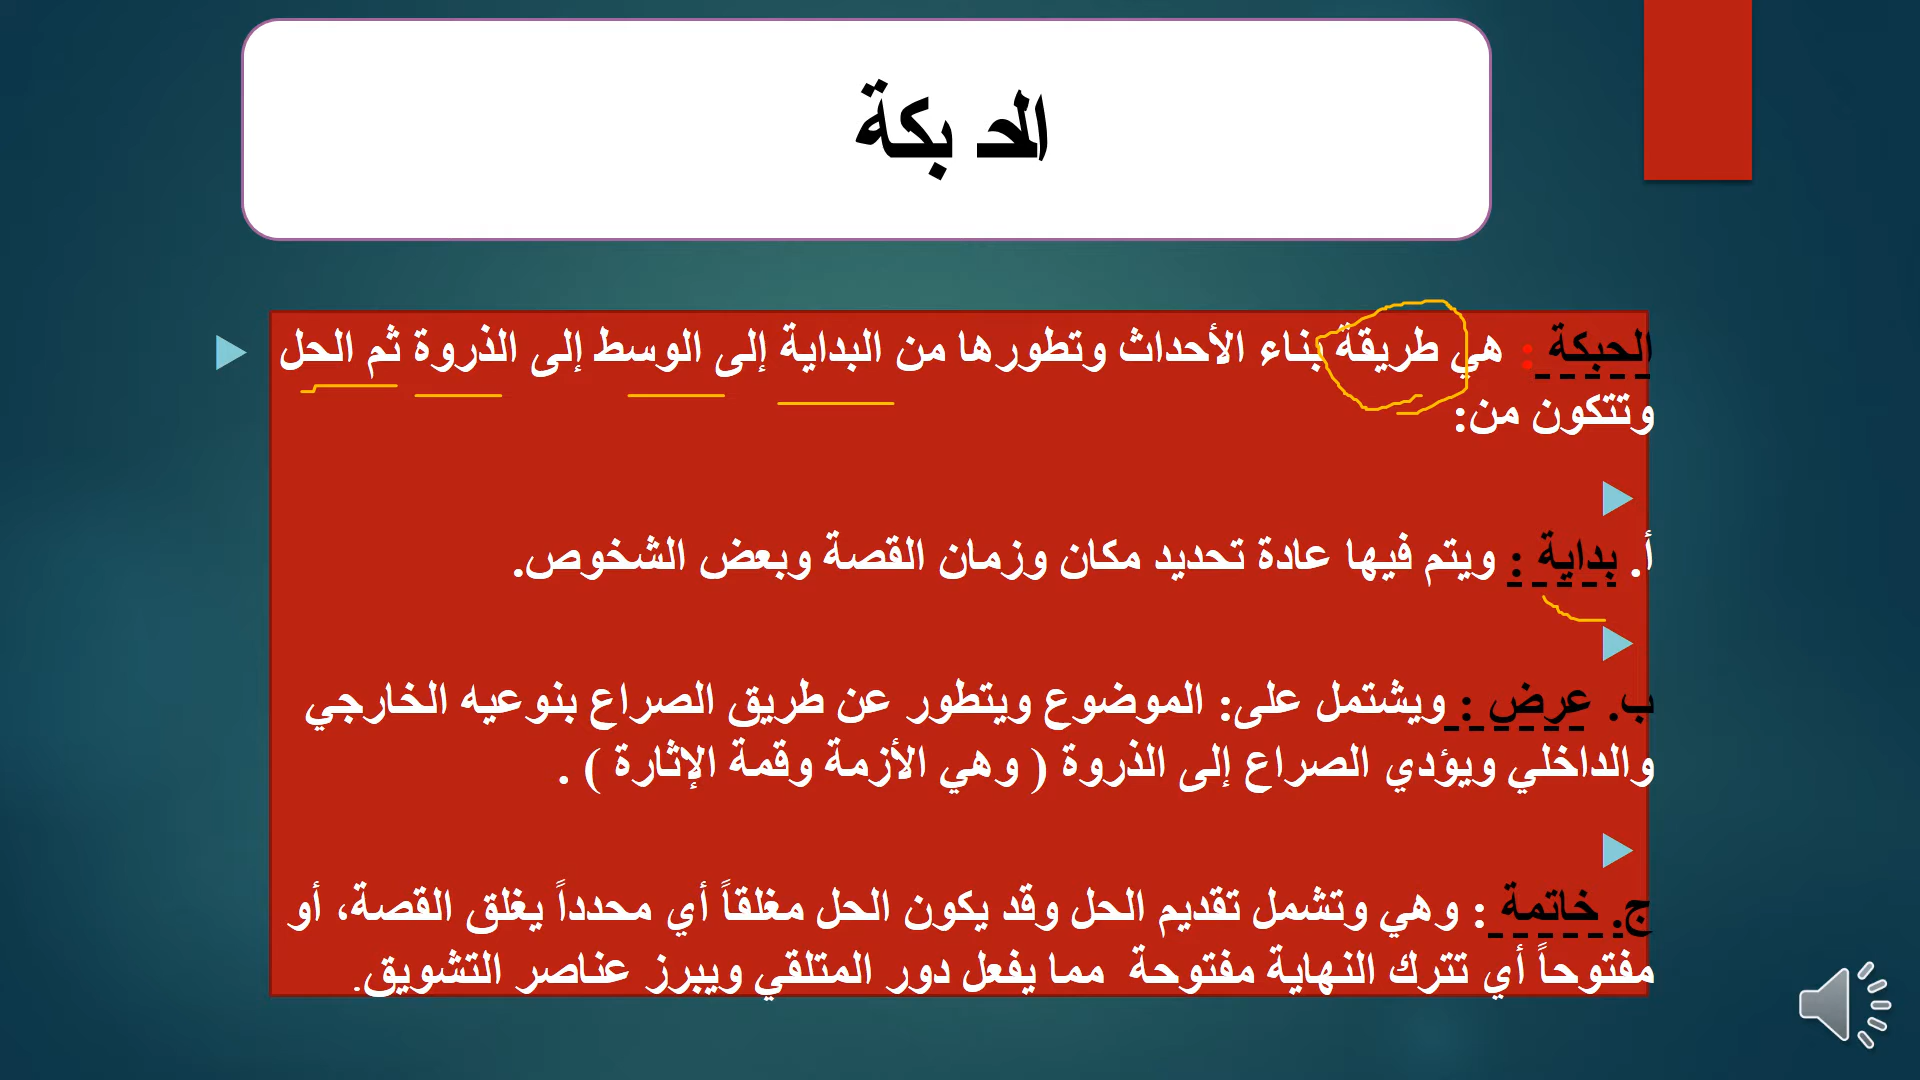 الحبكة
الحبكة : هي طريقة بناء الأحداث وتطورها من البداية إلى الوسط إلى الذروة ثم الحل
وتتكون من:
أ. بداية : ويتم فيها عادة تحديد مكان وزمان القصة وبعض الشخوص.
ب. عرض : ويشتمل على: الموضوع ويتطور عن طريق الصراع بنوعيه الخارجي
والداخلي ويؤدي الصراع إلى الذروة ( وهي الأزمة وقمة الإثارة ) .
ج. خاتمة : وهي وتشمل تقديم الحل وقد يكون الحل مغلقاً أي محدداً يغلق القصة، أو
مفتوحاً أي تترك النهاية مفتوحة مما يفعل دور المتلقي ويبرز عناصر التشويق.